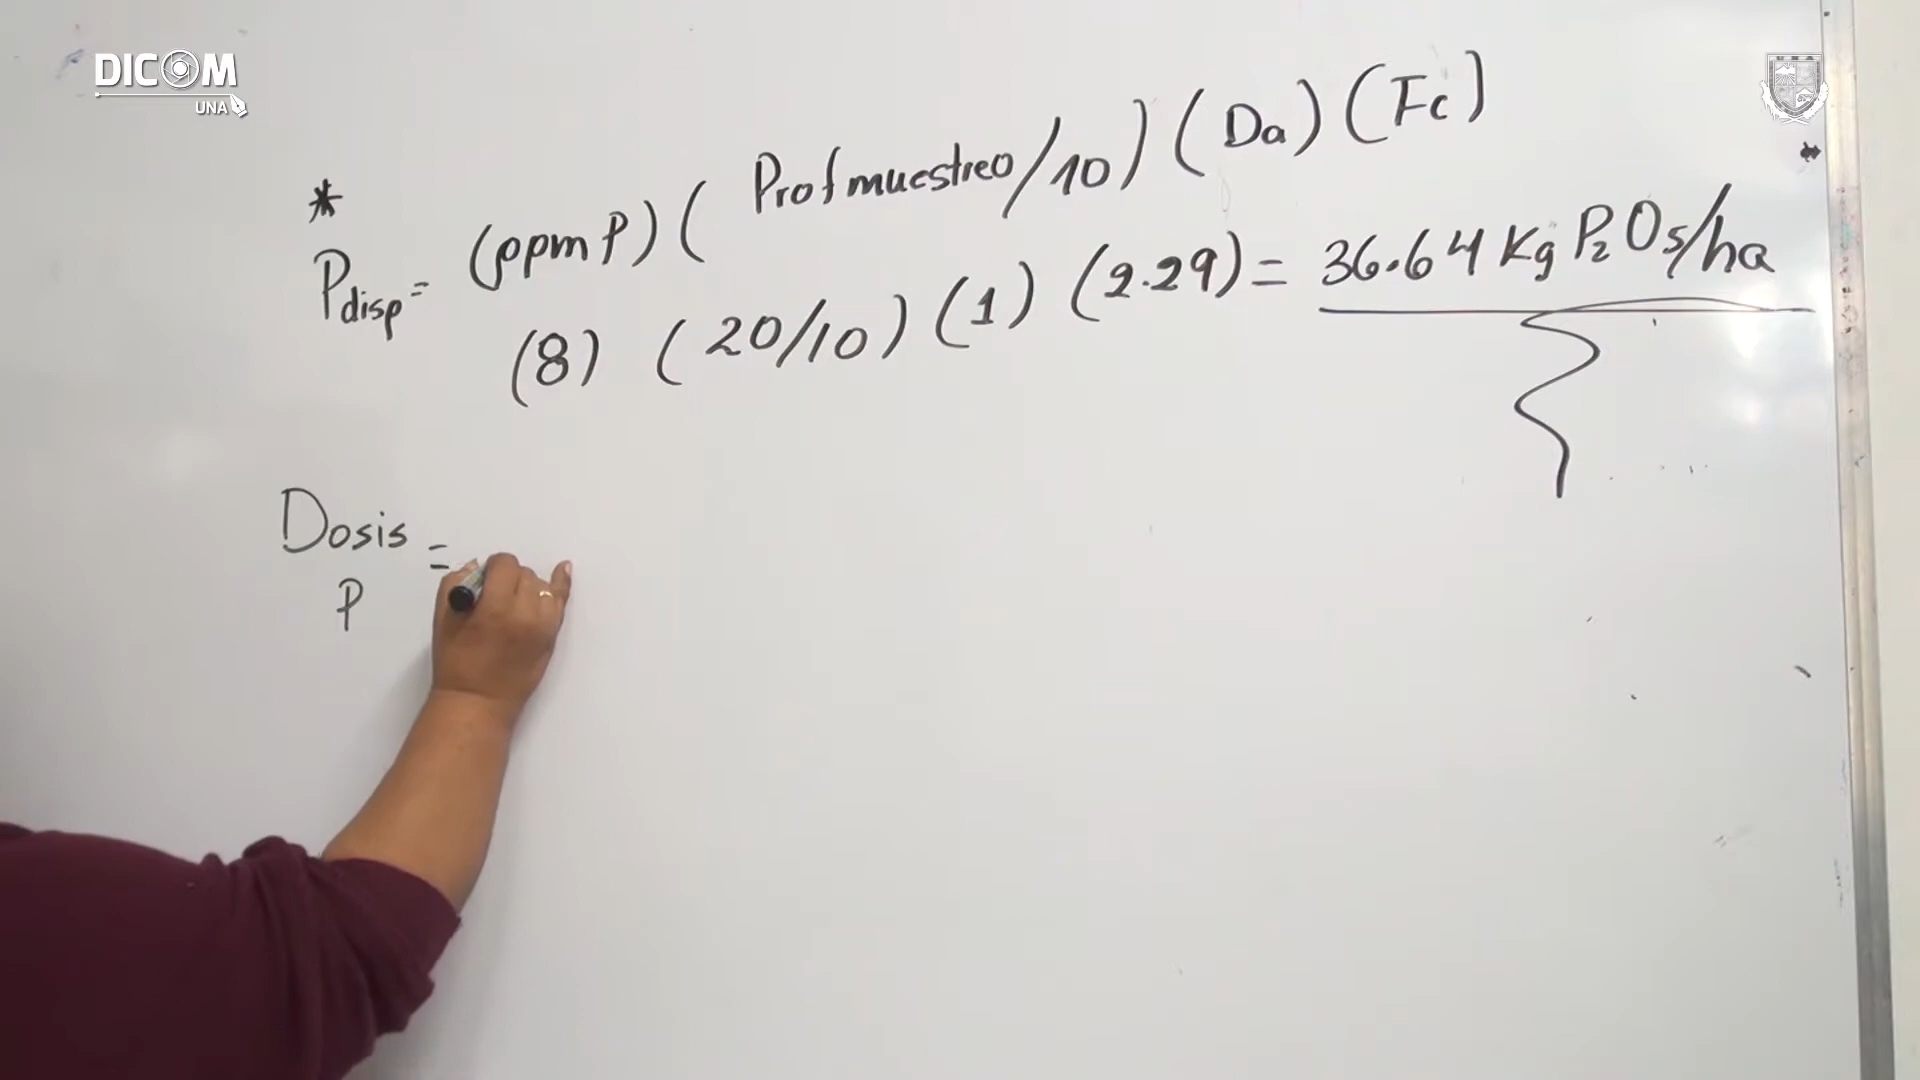 DICOM
UNA
*
Pdisp = (ppm P) ( Prof muestreo/10 ) ( Da ) ( Fc )
(8) ( 20/10 ) ( 1 ) ( 2.29 ) = 36.64 Kg P2O5/ha
Dosis =
P